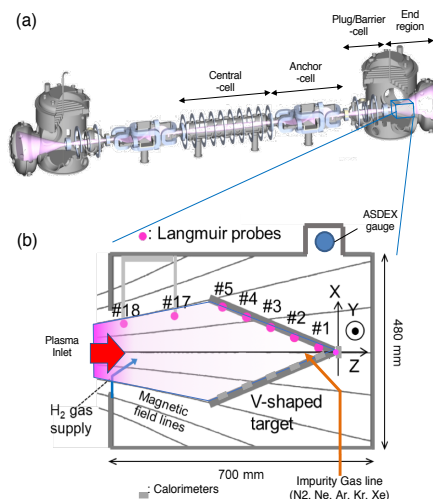 (a)
Plug/Barrier
-cell
End
region
Central
-cell
Anchor
-cell
(b)
: Langmuir probes
ASDEX
gauge
#18
#17
#5
#4
#3
#2
#1
X
Y
Z
Plasma
Inlet
H2 gas
supply
Magnetic
field lines
V-shaped
target
480 mm
700 mm
: Calorimeters
Impurity Gas line
(N2, Ne, Ar, Kr, Xe)